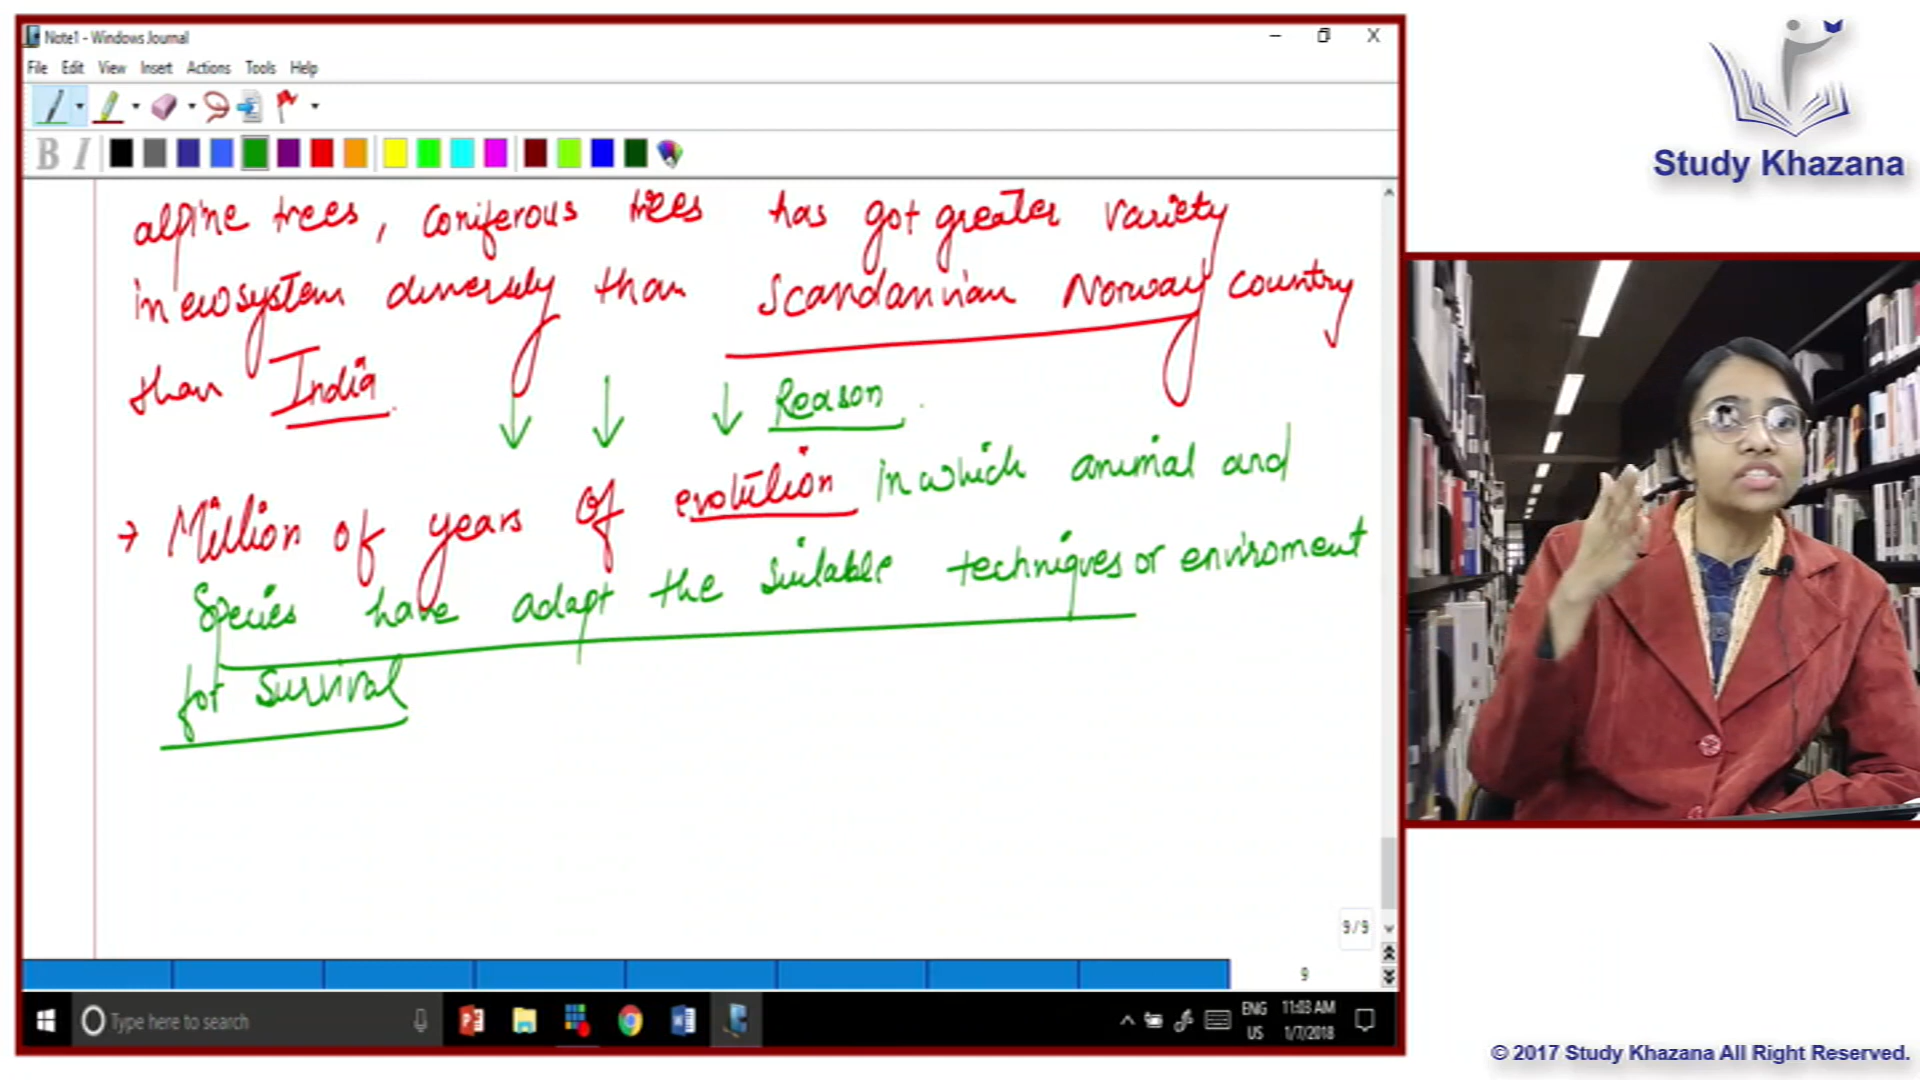 Note1 - Windows Journal
File Edit View Insert Actions Tools Help
B I
Study Khazana
alpine trees, coniferous trees has got greater variety
in ecosystem diversely than Scandannian Norway country
than India.
Reason
→ Million of years of evolution in which animal and
Species have adapt the suitable techniques or enviroment
for Survival
9/9
9
Type here to search
ENG
US
11:03 AM
1/7/2018
© 2017 Study Khazana All Right Reserved.